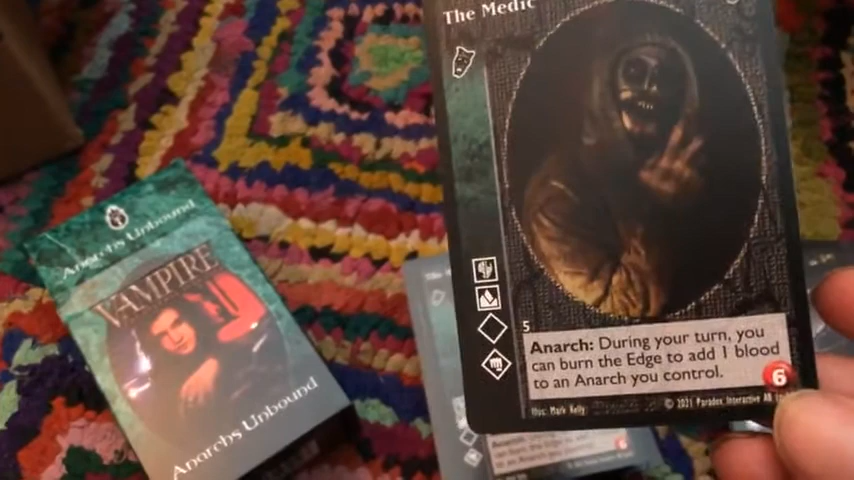 The Medic
5
Anarch: During your turn, you
can burn the Edge to add 1 blood
to an Anarch you control.
6
Illus: Mark Kelly
© 2021 Paradox Interactive AB
Anarchs Unbound
VAMPIRE
Anarchs Unbound